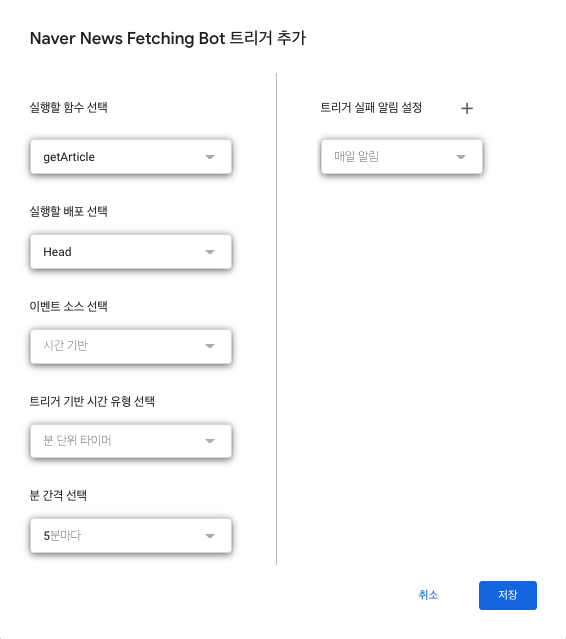 Naver News Fetching Bot 트리거 추가
실행할 함수 선택
getArticle
실행할 배포 선택
Head
이벤트 소스 선택
시간 기반
트리거 기반 시간 유형 선택
분 단위 타이머
분 간격 선택
5분마다
트리거 실패 알림 설정 +
매일 알림
취소
저장